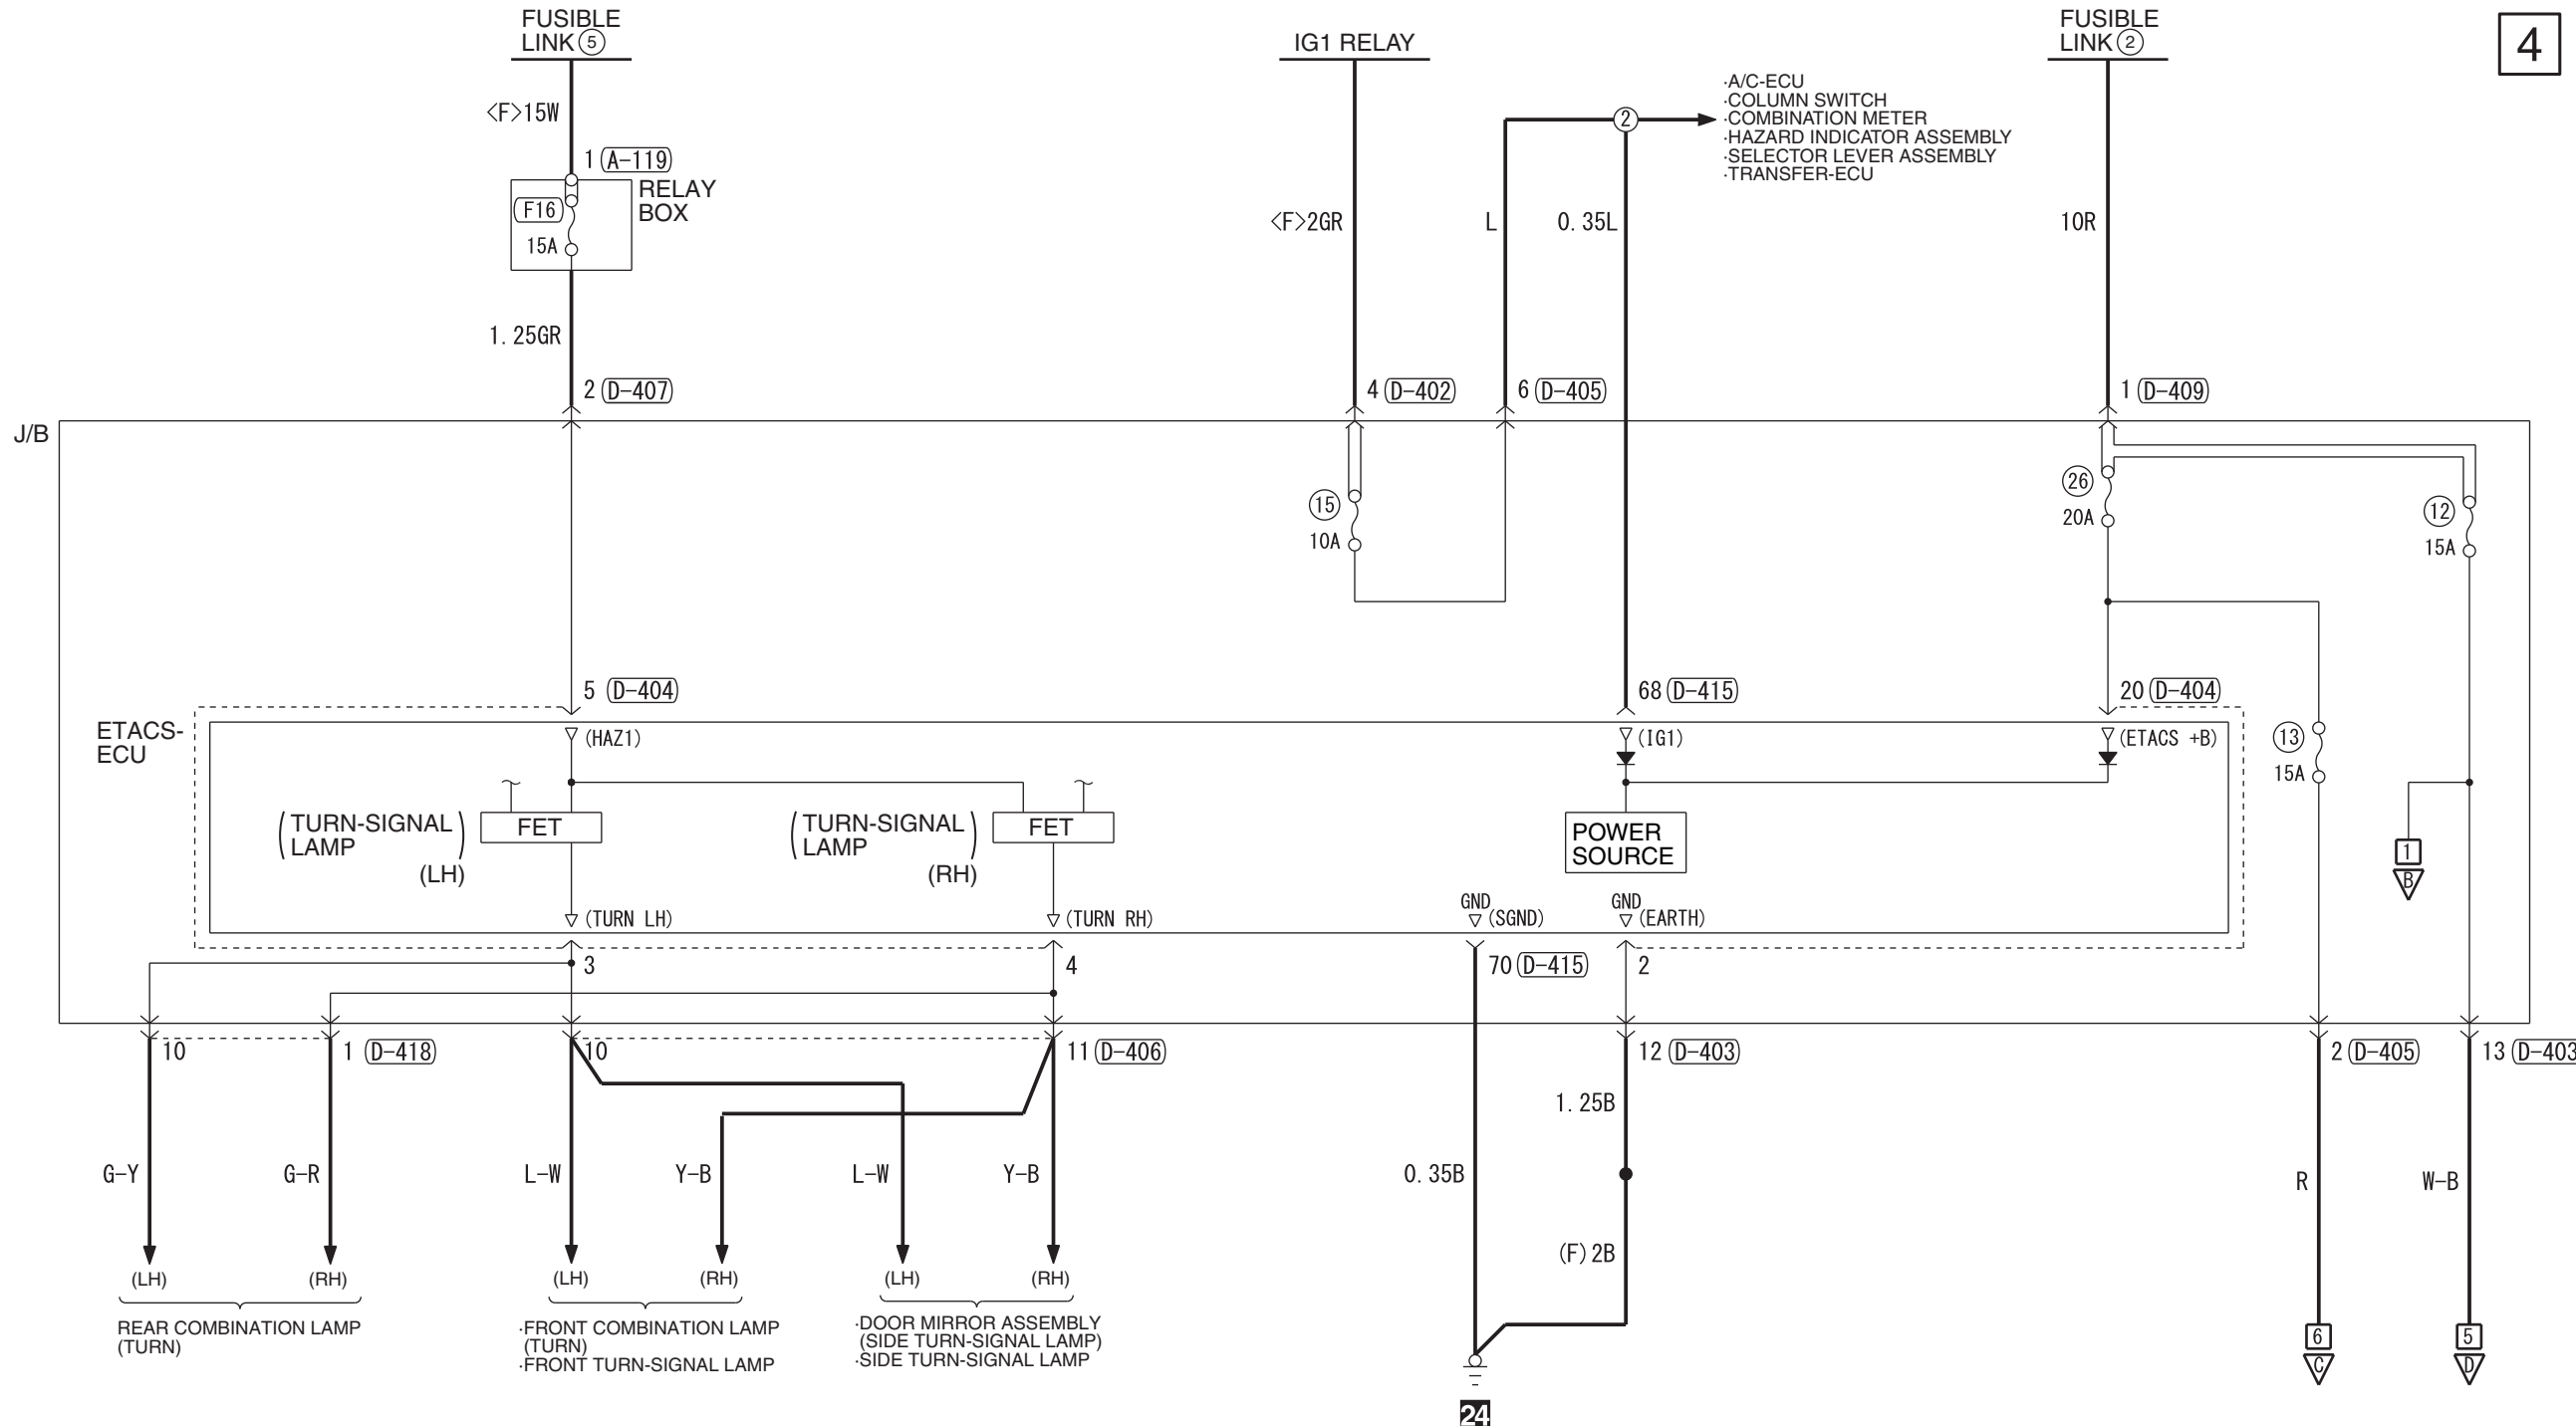 FUSIBLE
LINK 5
IG1 RELAY
FUSIBLE
LINK 2
4
·A/C-ECU
·COLUMN SWITCH
·COMBINATION METER
·HAZARD INDICATOR ASSEMBLY
·SELECTOR LEVER ASSEMBLY
·TRANSFER-ECU
2
<F>15W
1 A-119
RELAY
BOX
F16
15A
<F>2GR
L
0.35L
10R
1.25GR
2 D-407
4 D-402
6 D-405
1 D-409
J/B
15
10A
26
20A
12
15A
5 D-404
68 D-415
20 D-404
ETACS-
ECU
(HAZ1)
(IG1)
(ETACS +B)
13
15A
(TURN-SIGNAL
LAMP)
(LH)
FET
(TURN-SIGNAL
LAMP)
(RH)
FET
POWER
SOURCE
1
B
(TURN LH)
(TURN RH)
GND
(SGND)
GND
(EARTH)
3
4
70 D-415
2
10
1 D-418
10
11 D-406
12 D-403
2 D-405
13 D-403
1.25B
G-Y
G-R
L-W
Y-B
L-W
Y-B
0.35B
R
W-B
(F)2B
(LH)
(RH)
(LH)
(RH)
(LH)
(RH)
REAR COMBINATION LAMP
(TURN)
·FRONT COMBINATION LAMP
(TURN)
·FRONT TURN-SIGNAL LAMP
·DOOR MIRROR ASSEMBLY
(SIDE TURN-SIGNAL LAMP)
·SIDE TURN-SIGNAL LAMP
6
C
5
D
24